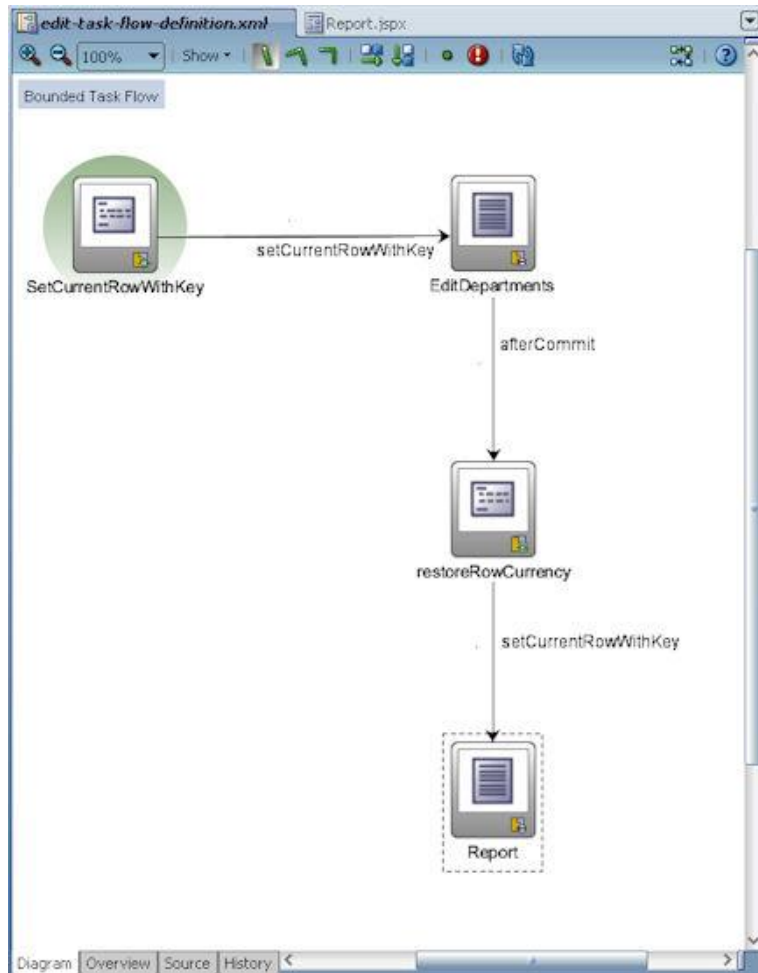 edit-task-flow-definition.xml Report.jspx
100% Show
Bounded Task Flow
setCurrentRowWithKey
SetCurrentRowWithKey
EditDepartments
afterCommit
restoreRowCurrency
setCurrentRowWithKey
Report
Diagram Overview Source History